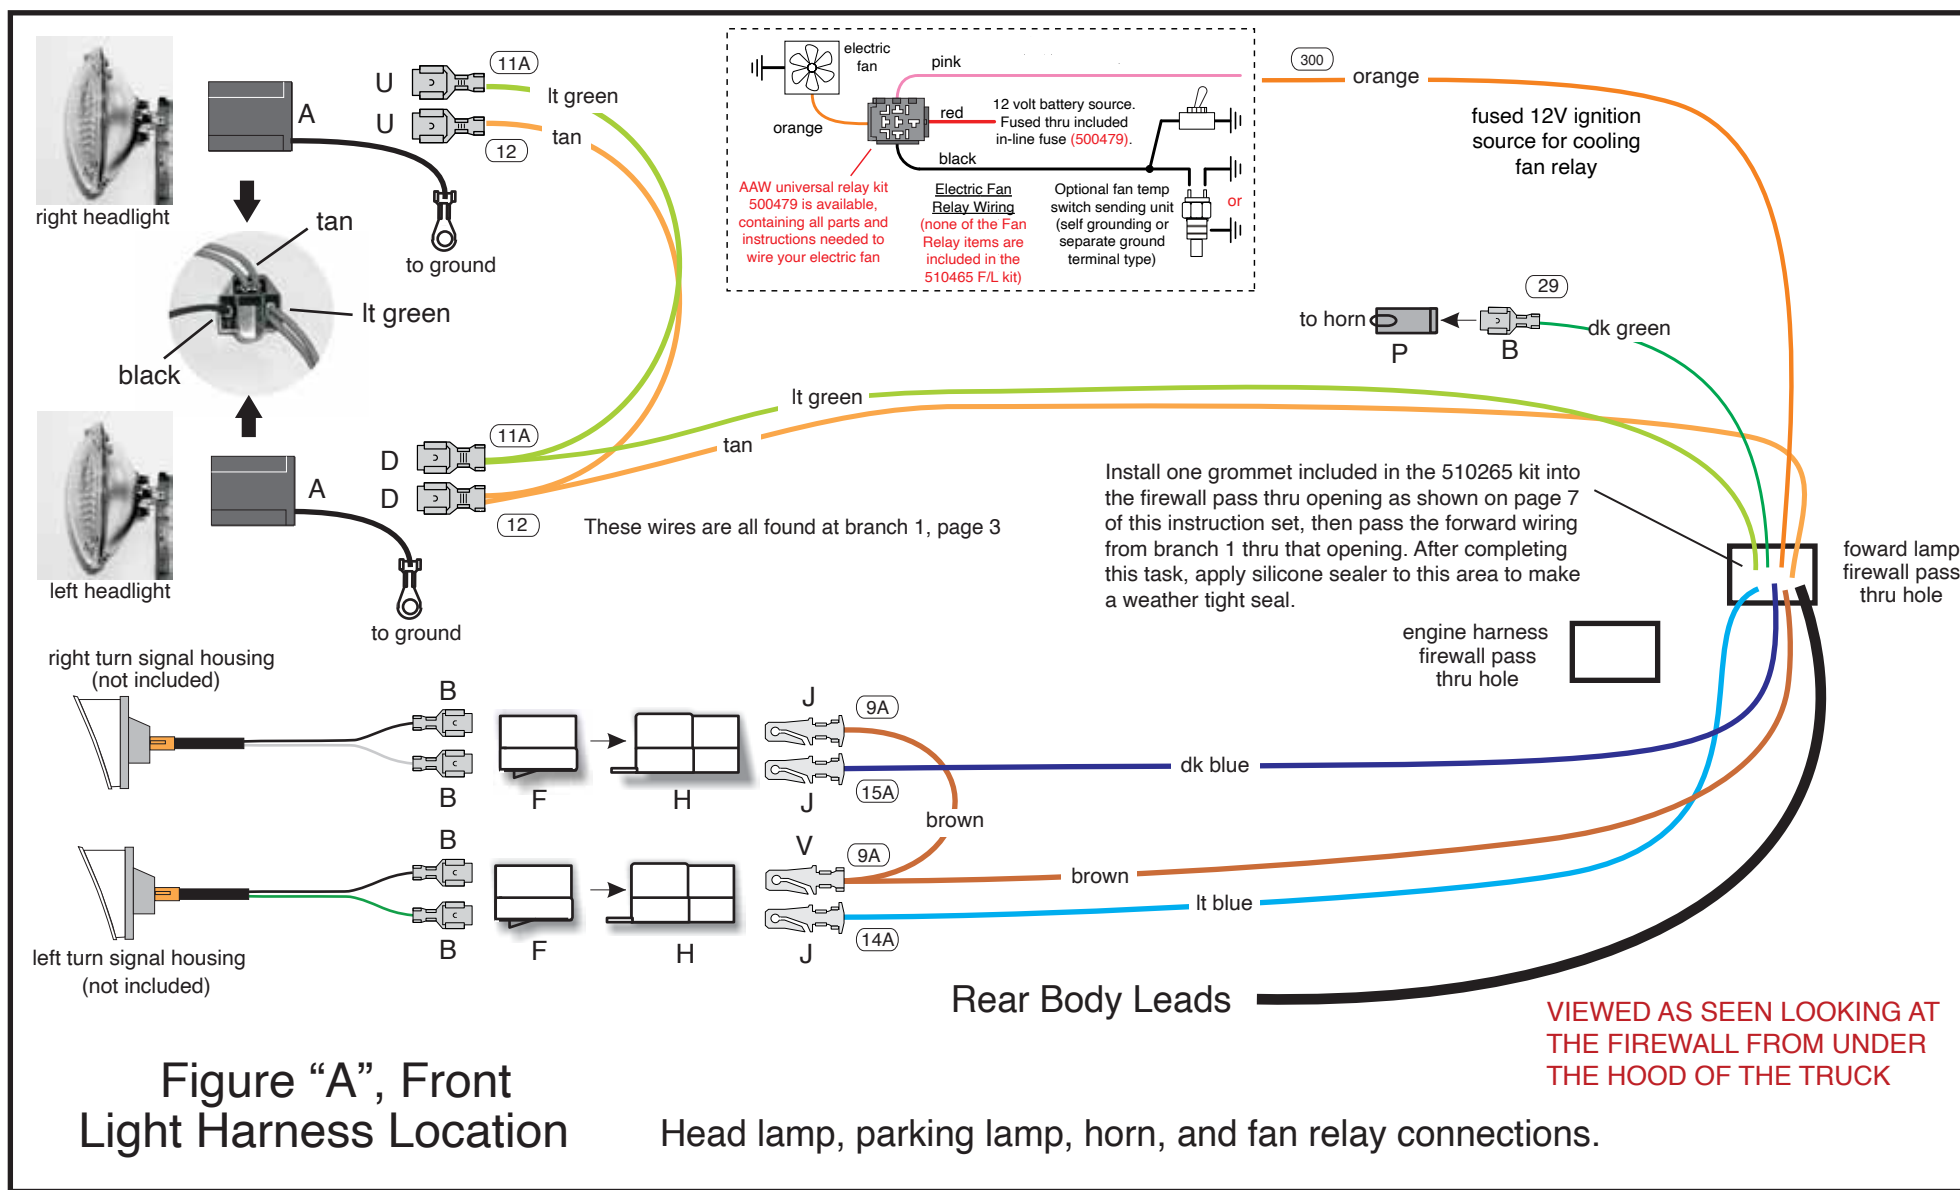 right headlight
A
U
11A
lt green
U
12
tan
to ground
tan
lt green
black
electric
fan
pink
orange
red
12 volt battery source.
Fused thru included
in-line fuse (500479).
black
AAW universal relay kit
500479 is available,
containing all parts and
instructions needed to
wire your electric fan
Electric Fan
Relay Wiring
(none of the Fan
Relay items are
included in the
510465 F/L kit)
Optional fan temp
switch sending unit
(self grounding or
separate ground
terminal type)
or
300
orange
fused 12V ignition
source for cooling
fan relay
to horn
P
B
29
dk green
left headlight
A
D
11A
D
12
to ground
lt green
tan
These wires are all found at branch 1, page 3
Install one grommet included in the 510265 kit into
the firewall pass thru opening as shown on page 7
of this instruction set, then pass the forward wiring
from branch 1 thru that opening. After completing
this task, apply silicone sealer to this area to make
a weather tight seal.
foward lamp
firewall pass
thru hole
engine harness
firewall pass
thru hole
right turn signal housing
(not included)
B
B
F
H
J
9A
J
15A
dk blue
brown
left turn signal housing
(not included)
B
B
F
H
V
9A
J
14A
brown
lt blue
Rear Body Leads
VIEWED AS SEEN LOOKING AT
THE FIREWALL FROM UNDER
THE HOOD OF THE TRUCK
Figure “A”, Front
Light Harness Location
Head lamp, parking lamp, horn, and fan relay connections.